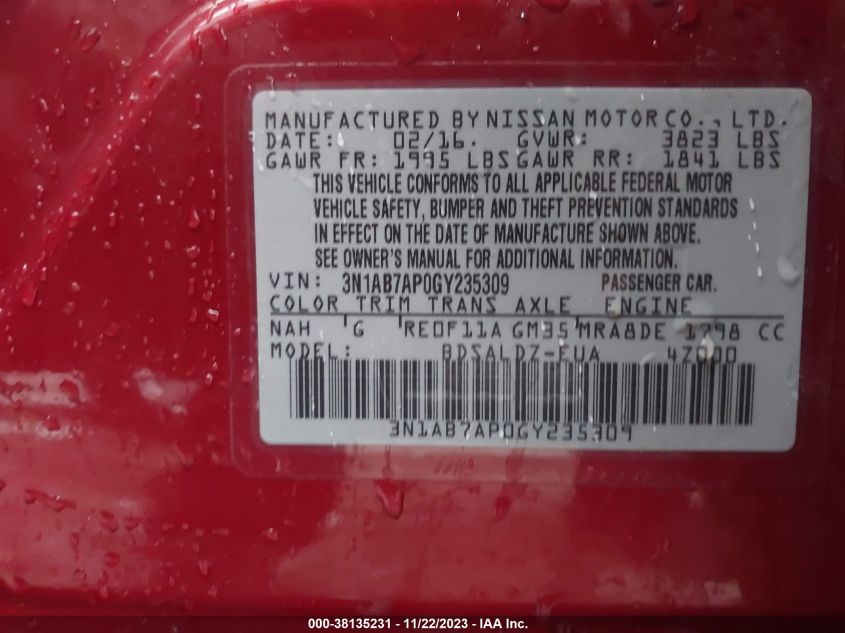 MANUFACTURED BY NISSAN MOTOR CO., LTD.
DATE: 02/16. GVWR: 3823 LBS
GAWR FR: 1995 LBS GAWR RR: 1841 LBS
THIS VEHICLE CONFORMS TO ALL APPLICABLE FEDERAL MOTOR
VEHICLE SAFETY, BUMPER AND THEFT PREVENTION STANDARDS
IN EFFECT ON THE DATE OF MANUFACTURE SHOWN ABOVE.
SEE OWNER'S MANUAL FOR ADDITIONAL INFORMATION.
VIN: 3N1AB7AP0GY235309 PASSENGER CAR.
COLOR TRIM TRANS AXLE ENGINE
NAH 'G 'RE0F11A GM35'MRA8DE 1798 CC
MODEL: BDSALDZ-EUA 4Z000
3N1AB7AP0GY235309
000-38135231 - 11/22/2023 - IAA Inc.